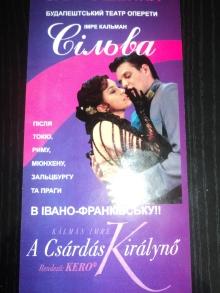 БУДАПЕШТСЬКИЙ ТЕАТР ОПЕРЕТИ
ІМРЕ КАЛЬМАН
Сільва
ПІСЛЯ
ТОКІО,
РИМУ,
МЮНХЕНУ,
ЗАЛЬЦБУРГУ
ТА ПРАГИ
В ІВАНО-ФРАНКІВСЬКУ!!
KÁLMÁN IMRE
A Csárdás
Királynő
Rendező: KERO®